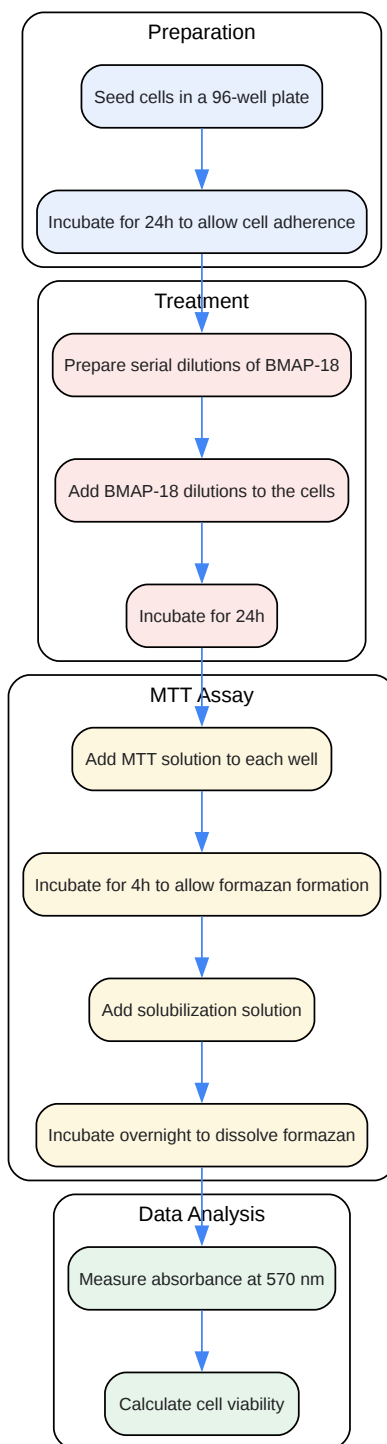 Preparation
Seed cells in a 96-well plate
Incubate for 24h to allow cell adherence
Treatment
Prepare serial dilutions of BMAP-18
Add BMAP-18 dilutions to the cells
Incubate for 24h
MTT Assay
Add MTT solution to each well
Incubate for 4h to allow formazan formation
Add solubilization solution
Incubate overnight to dissolve formazan
Data Analysis
Measure absorbance at 570 nm
Calculate cell viability